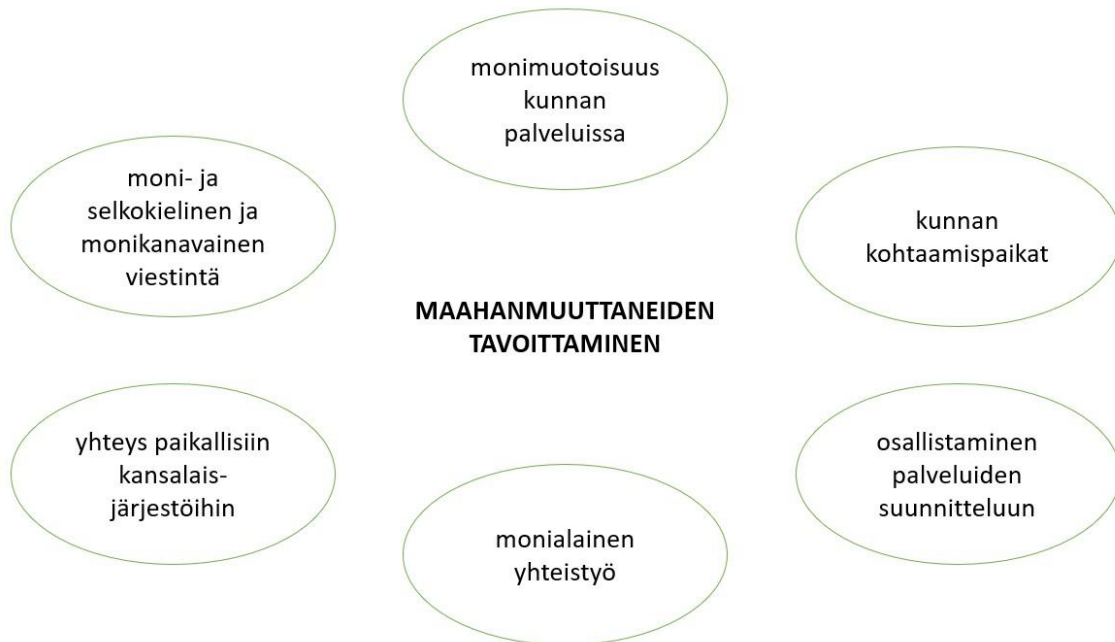 monimuotoisuus
kunnan
palveluissa
moni- ja
selkokielinen ja
monikanavainen
viestintä
kunnan
kohtaamispaikat
MAAHANMUUTTANEIDEN
TAVOITTAMINEN
yhteys paikallisiin
kansalais-
järjestöihin
osallistaminen
palveluiden
suunnitteluun
monialainen
yhteistyö